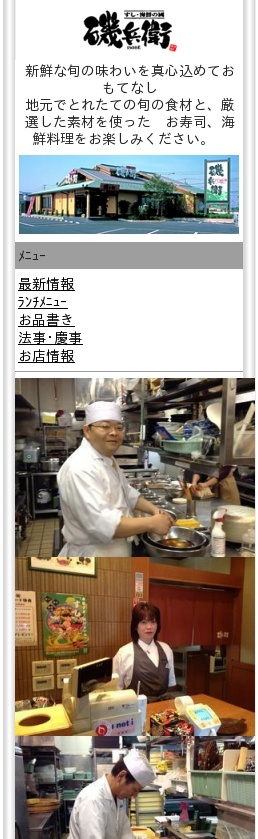 すし・海鮮の国
磯兵衛
新鮮な旬の味わいを真心込めてお
もてなし
地元でとれたての旬の食材と、厳
選した素材を使った　お寿司、海
鮮料理をお楽しみください。
磯兵衛
ﾒﾆｭｰ
最新情報
ﾗﾝﾁﾒﾆｭｰ
お品書き
法事･慶事
お店情報